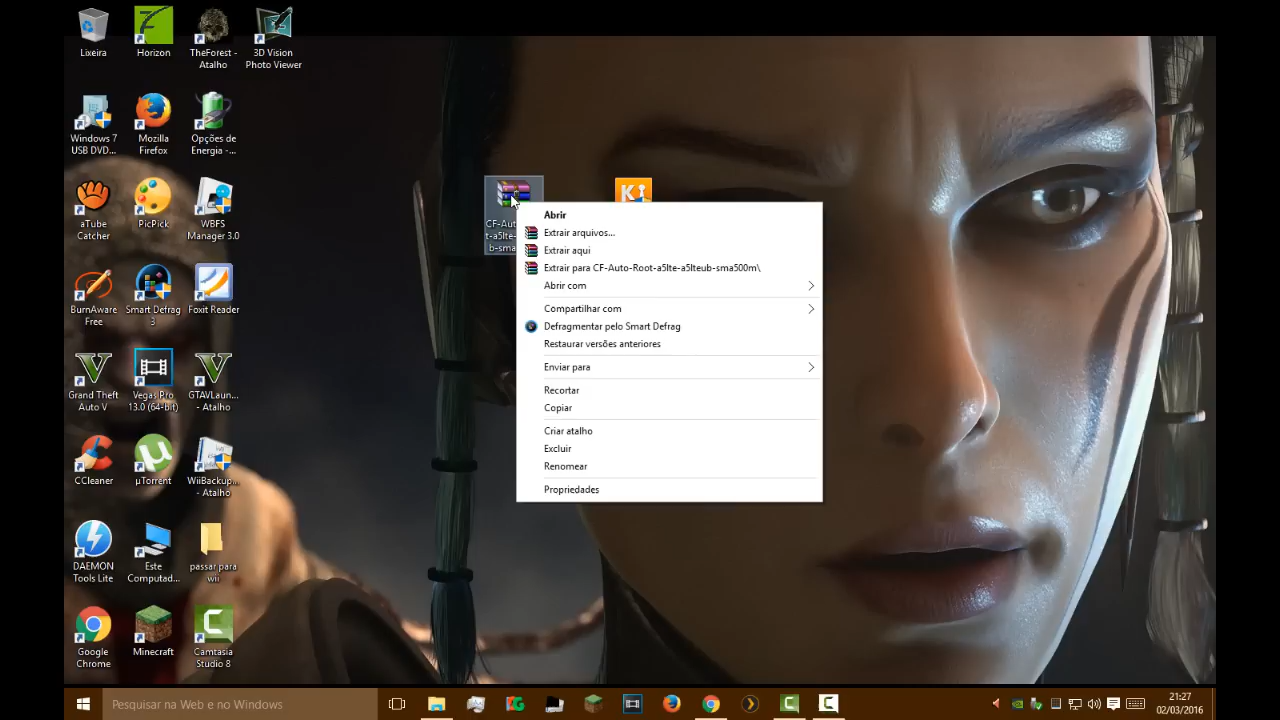 Lixeira
Horizon
TheForest -
Atalho
3D Vision
Photo Viewer
Windows 7
USB DVD...
Mozilla
Firefox
Opções de
Energia -...
aTube
Catcher
PicPick
WBFS
Manager 3.0
BurnAware
Free
Smart Defrag
3
Foxit Reader
Grand Theft
Auto V
Vegas Pro
13.0 (64-bit)
GTAVLaun...
- Atalho
CCleaner
µTorrent
WiiBackup...
- Atalho
DAEMON
Tools Lite
Este
Computad...
passar para
wii
Google
Chrome
Minecraft
Camtasia
Studio 8
CF-Auto
t-a5lte-
b-sma
Abrir
Extrair arquivos...
Extrair aqui
Extrair para CF-Auto-Root-a5lte-a5lteub-sma500m\
Abrir com
Compartilhar com
Defragmentar pelo Smart Defrag
Restaurar versões anteriores
Enviar para
Recortar
Copiar
Criar atalho
Excluir
Renomear
Propriedades
Pesquisar na Web e no Windows
21:27
02/03/2016